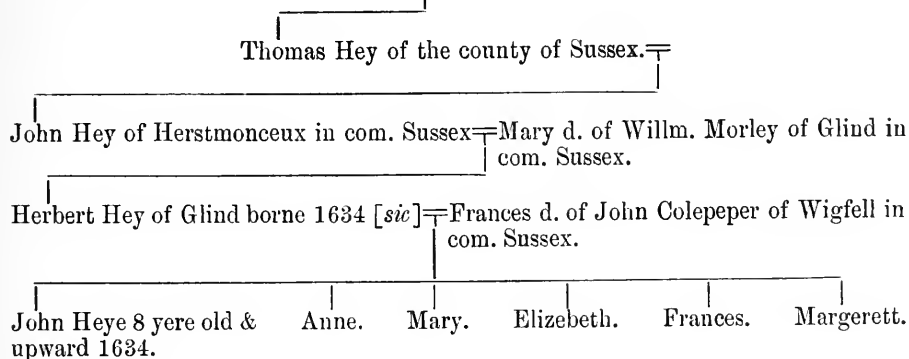 Thomas Hey of the county of Sussex.
John Hey of Herstmonceux in com. Sussex Mary d. of Willm. Morley of Glind in
com. Sussex.
Herbert Hey of Glind borne 1634 [sic] Frances d. of John Colepeper of Wigfell in
com. Sussex.
John Heye 8 yere old & Anne. Mary. Elizebeth. Frances. Margerett.
upward 1634.